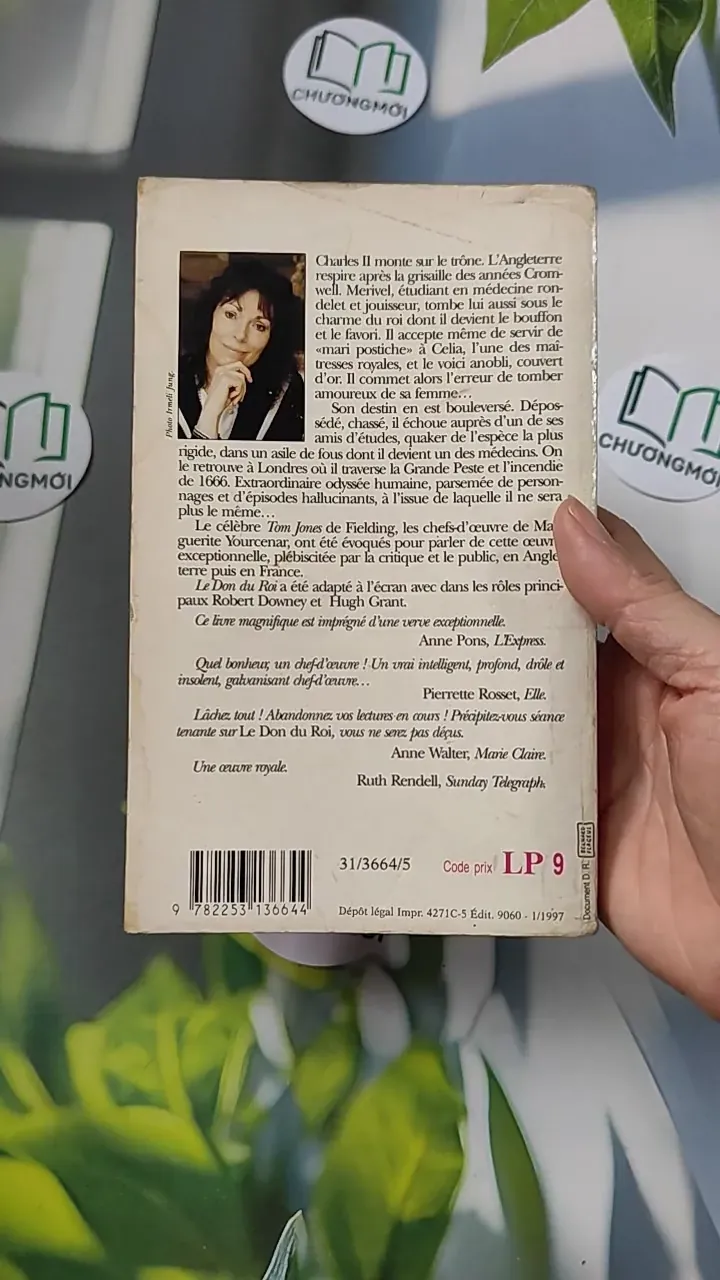 CHƯƠNGMỚI
Charles II monte sur le trône. L'Angleterre
respire après la grisaille des années Crom-
well. Merivel, étudiant en médecine ron-
delet et jouisseur, tombe lui aussi sous le
charme du roi dont il devient le bouffon
et le favori. Il accepte même de servir de
«mari postiche» à Celia, l'une des maî-
tresses royales, et le voici anobli, couvert
d'or. Il commet alors l'erreur de tomber
amoureux de sa femme…
Son destin en est bouleversé. Dépos-
sédé, chassé, il échoue auprès d'un de ses
amis d'études, quaker de l'espèce la plus
rigide, dans un asile de fous dont il devient un des médecins. On
le retrouve à Londres où il traverse la Grande Peste et l'incendie
de 1666. Extraordinaire odyssée humaine, parsemée de person-
nages et d'épisodes hallucinants, à l'issue de laquelle il ne sera
plus le même…
Photo Irmeli Jung.
NGMỚI
CHƯƠNGMỚI
Le célèbre Tom Jones de Fielding, les chefs-d'œuvre de Ma
guerite Yourcenar, ont été évoqués pour parler de cette œuvr
exceptionnelle, plébiscitée par la critique et le public, en Angle
terre puis en France.
Le Don du Roi a été adapté à l'écran avec dans les rôles princi-
paux Robert Downey et Hugh Grant.
Ce livre magnifique est imprégné d'une verve exceptionnelle.
Anne Pons, L'Express.
Quel bonheur, un chef-d'œuvre ! Un vrai intelligent, profond, drôle et
insolent, galvanisant chef-d'œuvre…
Pierrette Rosset, Elle.
Lâchez tout ! Abandonnez vos lectures en cours ! Précipitez-vous séance
tenante sur Le Don du Roi, vous ne serez pas déçus.
Anne Walter, Marie Claire.
Une œuvre royale.
Ruth Rendell, Sunday Telegraph.
31/3664/5
Code prix LP 9
9 782253 136644
Dépôt légal Impr. 4271C-5 Édit. 9060 - 1/1997
Document D. R.